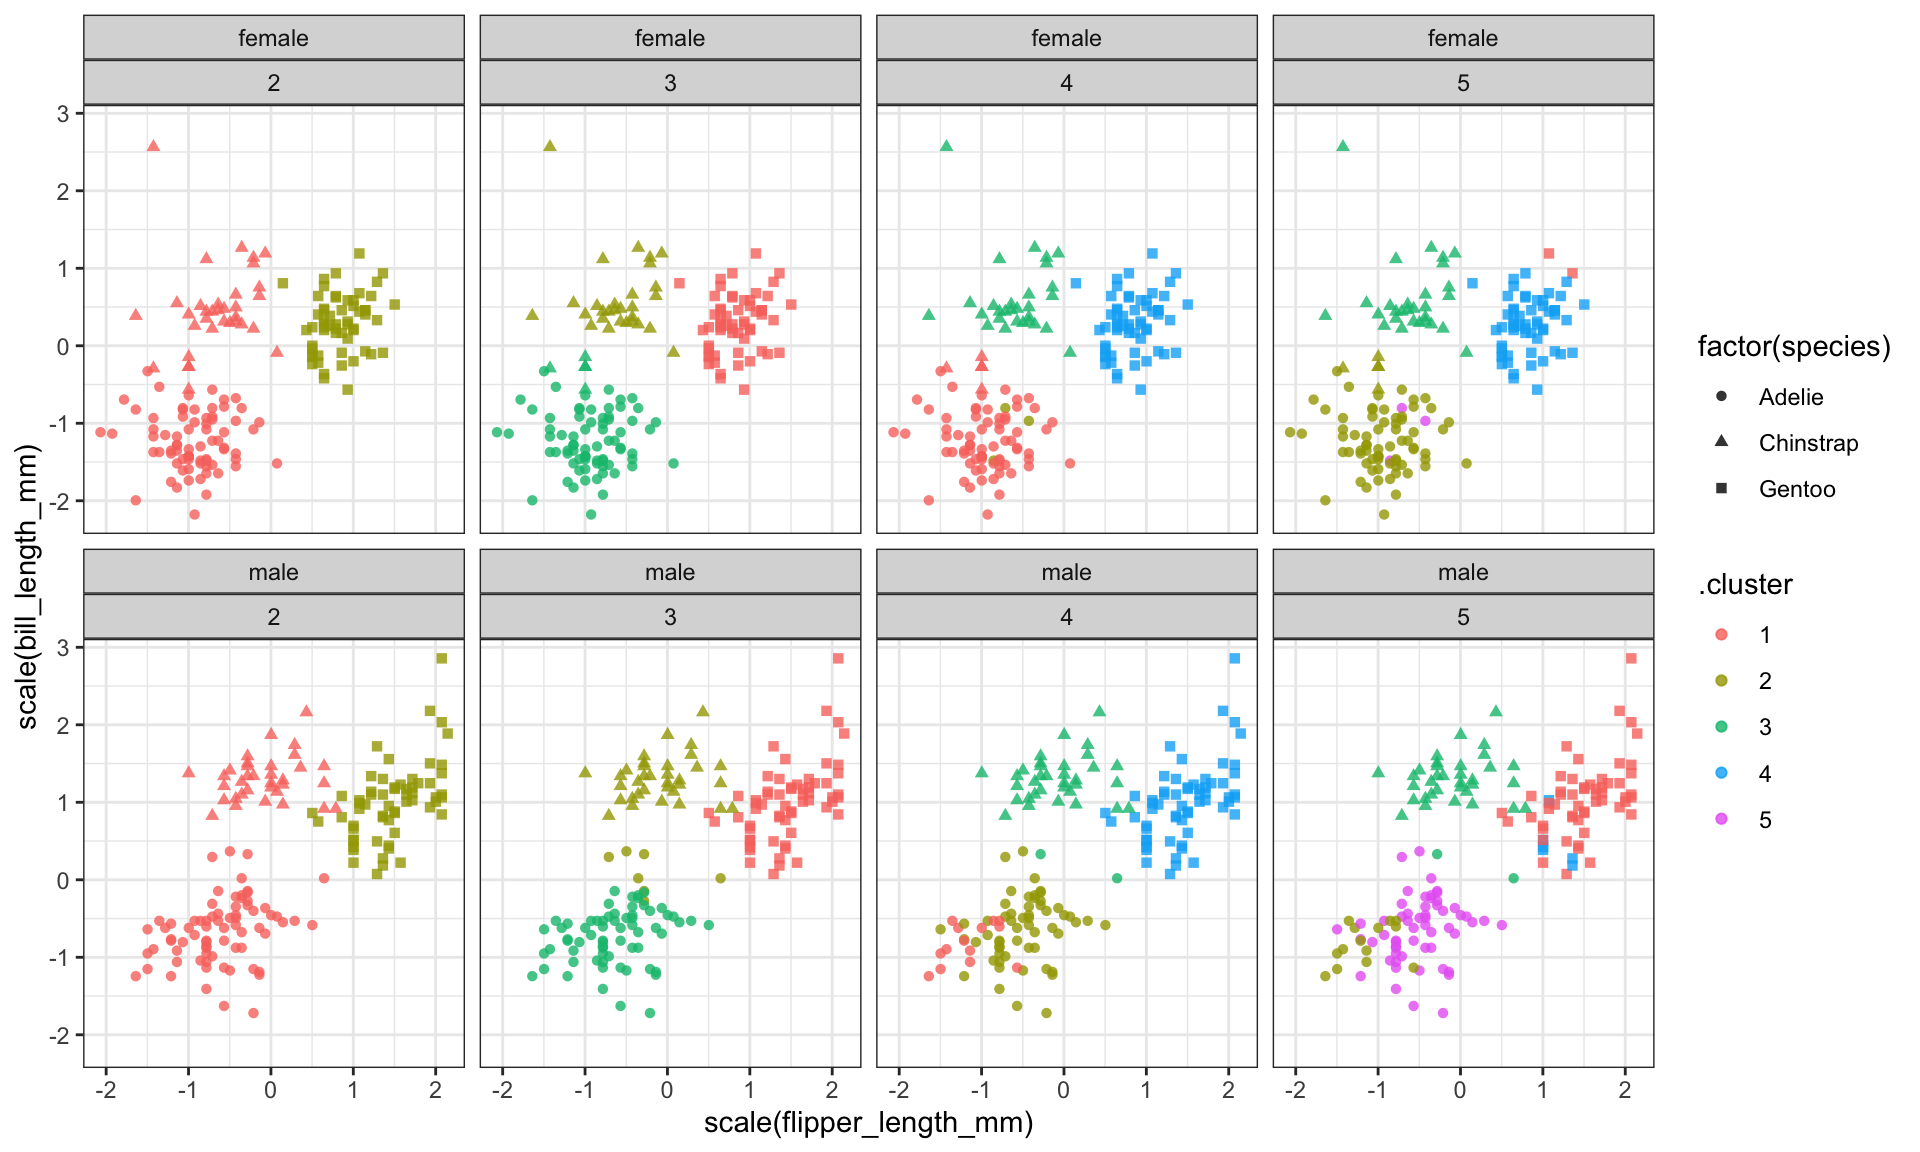 female female female female
2 3 4 5
3
2
1
0
-1
-2
male male male male
2 3 4 5
3
2
1
0
-1
-2
-2 -1 0 1 2 -2 -1 0 1 2 -2 -1 0 1 2 -2 -1 0 1 2
scale(flipper_length_mm)
scale(bill_length_mm)
factor(species)
Adelie
Chinstrap
Gentoo
.cluster
1
2
3
4
5